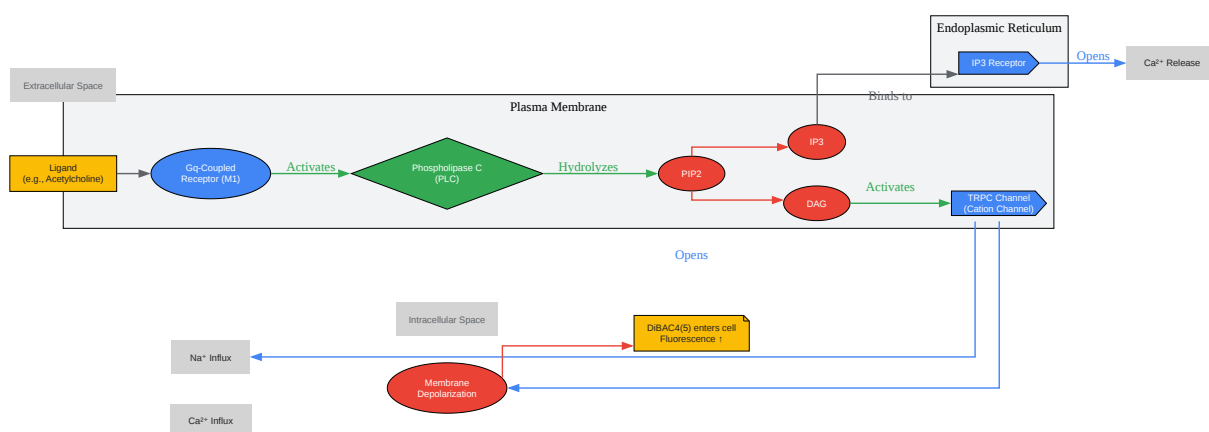 Endoplasmic Reticulum
IP3 Receptor
Opens
Ca²⁺ Release
Extracellular Space
Binds to
Plasma Membrane
Ligand
(e.g., Acetylcholine)
Gq-Coupled
Receptor (M1)
Activates
Phospholipase C
(PLC)
Hydrolyzes
PIP2
IP3
DAG
Activates
TRPC Channel
(Cation Channel)
Opens
Intracellular Space
DiBAC4(5) enters cell
Fluorescence ↑
Na⁺ Influx
Membrane
Depolarization
Ca²⁺ Influx